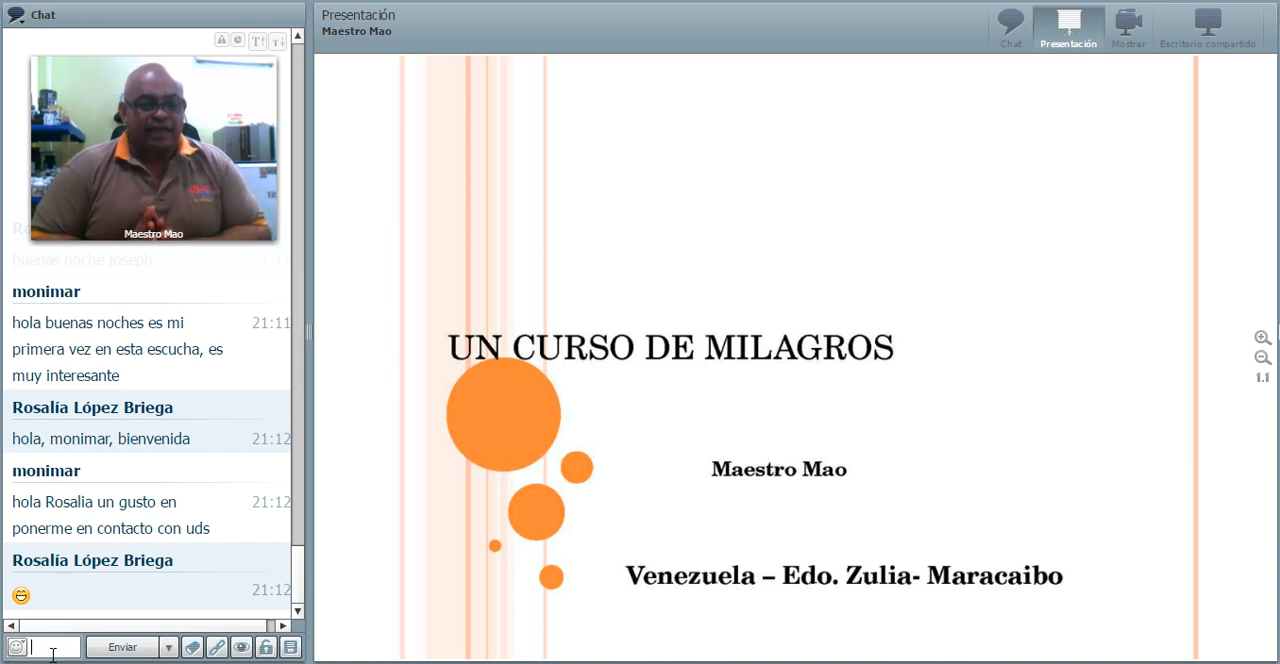 Chat
Maestro Mao
buenas noche joseph
monimar
hola buenas noches es mi 21:11
primera vez en esta escucha, es
muy interesante
Rosalía López Briega
hola, monimar, bienvenida 21:12
monimar
hola Rosalia un gusto en 21:12
ponerme en contacto con uds
Rosalía López Briega
21:12
Enviar
Presentación
Maestro Mao
Chat
Presentación
Mostrar
Escritorio compartido
UN CURSO DE MILAGROS
Maestro Mao
Venezuela – Edo. Zulia- Maracaibo
1.1